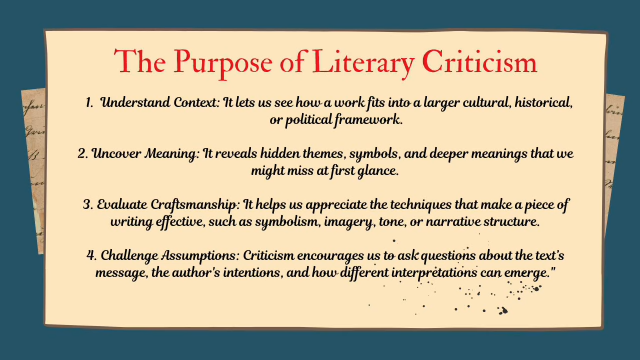 The Purpose of Literary Criticism
1. Understand Context: It lets us see how a work fits into a larger cultural, historical,
or political framework.
2. Uncover Meaning: It reveals hidden themes, symbols, and deeper meanings that we
might miss at first glance.
3. Evaluate Craftsmanship: It helps us appreciate the techniques that make a piece of
writing effective, such as symbolism, imagery, tone, or narrative structure.
4. Challenge Assumptions: Criticism encourages us to ask questions about the text's
message, the author's intentions, and how different interpretations can emerge."